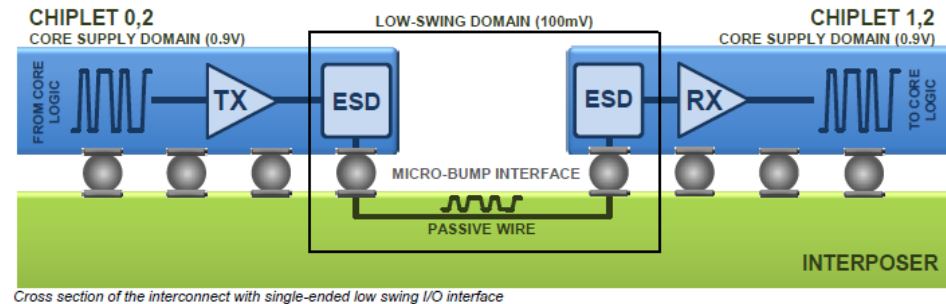 CHIPLET 0,2
CORE SUPPLY DOMAIN (0.9V)
LOW-SWING DOMAIN (100mV)
CHIPLET 1,2
CORE SUPPLY DOMAIN (0.9V)
FROM CORE
LOGIC
TX
ESD
ESD
RX
TO CORE
LOGIC
MICRO-BUMP INTERFACE
PASSIVE WIRE
INTERPOSER
Cross section of the interconnect with single-ended low swing I/O interface